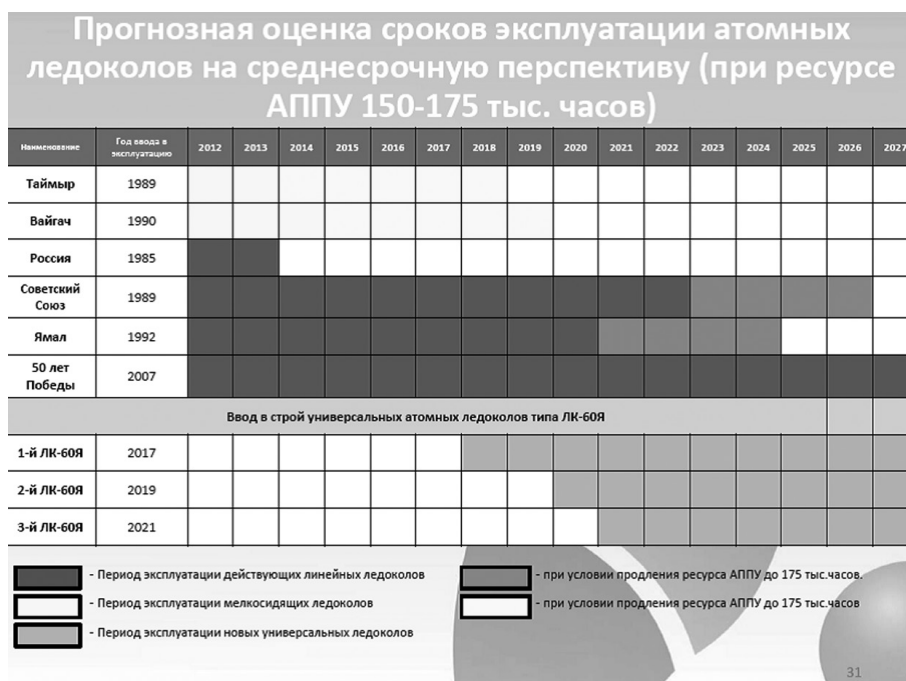 Прогнозная оценка сроков эксплуатации атомных
ледоколов на среднесрочную перспективу (при ресурсе
АППУ 150-175 тыс. часов)
Наименование Год ввода в эксплуатацию 2012 2013 2014 2015 2016 2017 2018 2019 2020 2021 2022 2023 2024 2025 2026 2027
Таймыр 1989
Вайгач 1990
Россия 1985
Советский
Союз 1989
Ямал 1992
50 лет
Победы 2007
Ввод в строй универсальных атомных ледоколов типа ЛК-60Я
1-й ЛК-60Я 2017
2-й ЛК-60Я 2019
3-й ЛК-60Я 2021
- Период эксплуатации действующих линейных ледоколов
- при условии продления ресурса АППУ до 175 тыс.часов.
- Период эксплуатации мелкосидящих ледоколов
- при условии продления ресурса АППУ до 175 тыс.часов
- Период эксплуатации новых универсальных ледоколов
31